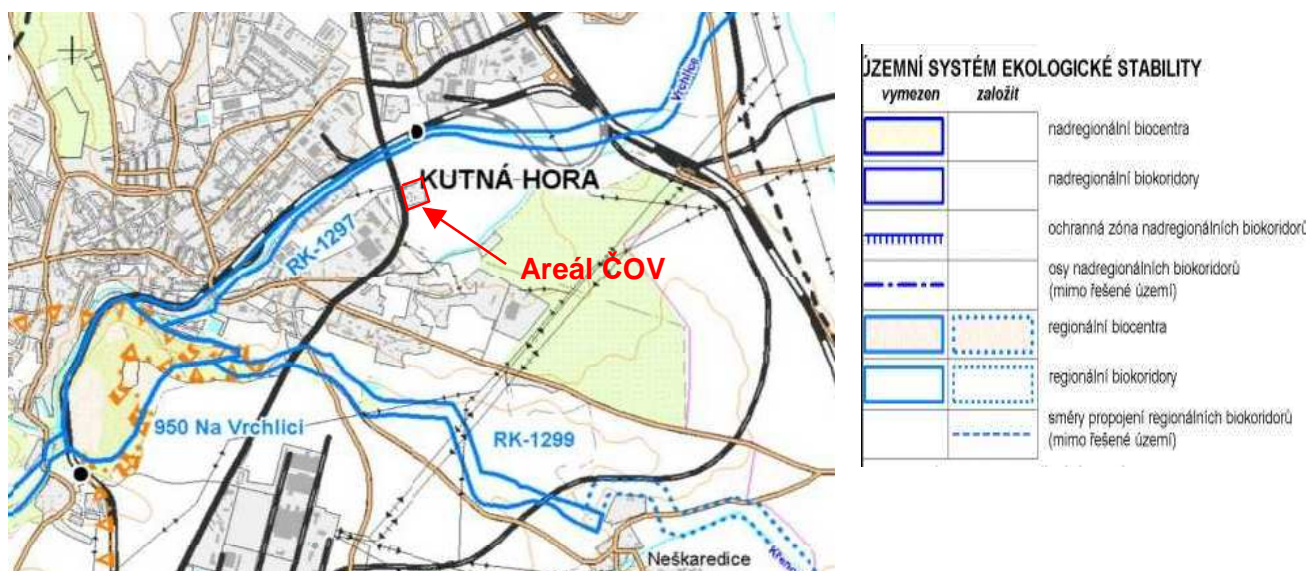 Vrchlice
KUTNÁ HORA
RK-1297
Areál ČOV
950 Na Vrchlici
RK-1299
Neškaredice
ÚZEMNÍ SYSTÉM EKOLOGICKÉ STABILITY
vymezen založit
nadregionální biocentra
nadregionální biokoridory
ochranná zóna nadregionálních biokoridorů
osy nadregionálních biokoridorů
(mimo řešené území)
regionální biocentra
regionální biokoridory
směry propojení regionálních biokoridorů
(mimo řešené území)